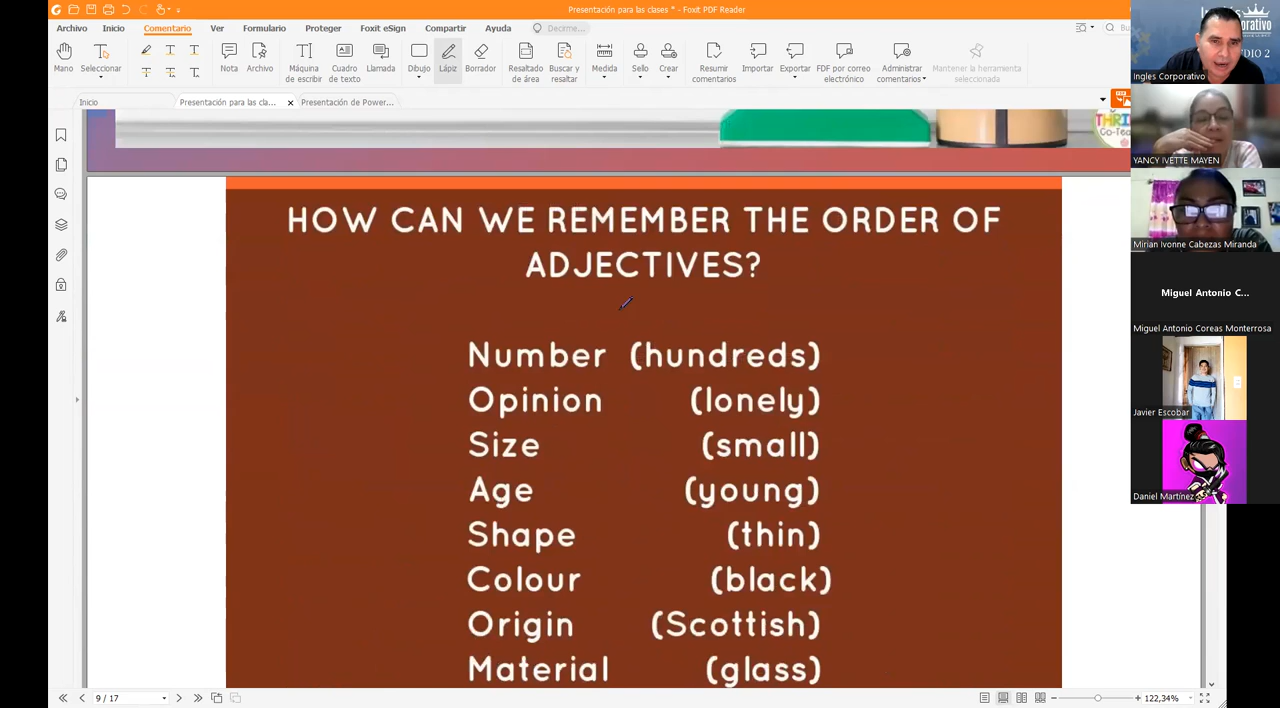 Presentación para las clases * - Foxit PDF Reader
Archivo Inicio Comentario Ver Formulario Proteger Foxit eSign Compartir Ayuda Decirme...
Mano Seleccionar Nota Archivo Máquina de escribir Cuadro de texto Llamada Dibujo Lápiz Borrador Resaltado de área Buscar y resaltar Medida Sello Crear Resumir comentarios Importar Exportar FDF por correo electrónico Administrar comentarios Mantener la herramienta seleccionada
Inicio Presentación para las cla... Presentación de Power...
HOW CAN WE REMEMBER THE ORDER OF
ADJECTIVES?
Number (hundreds)
Opinion (lonely)
Size (small)
Age (young)
Shape (thin)
Colour (black)
Origin (Scottish)
Material (glass)
9 / 17
122,34%
Ingles Corporativo
YANCY IVETTE MAYEN
Mirian Ivonne Cabezas Miranda
Miguel Antonio C...
Miguel Antonio Coreas Monterrosa
Javier Escobar
Daniel Martínez